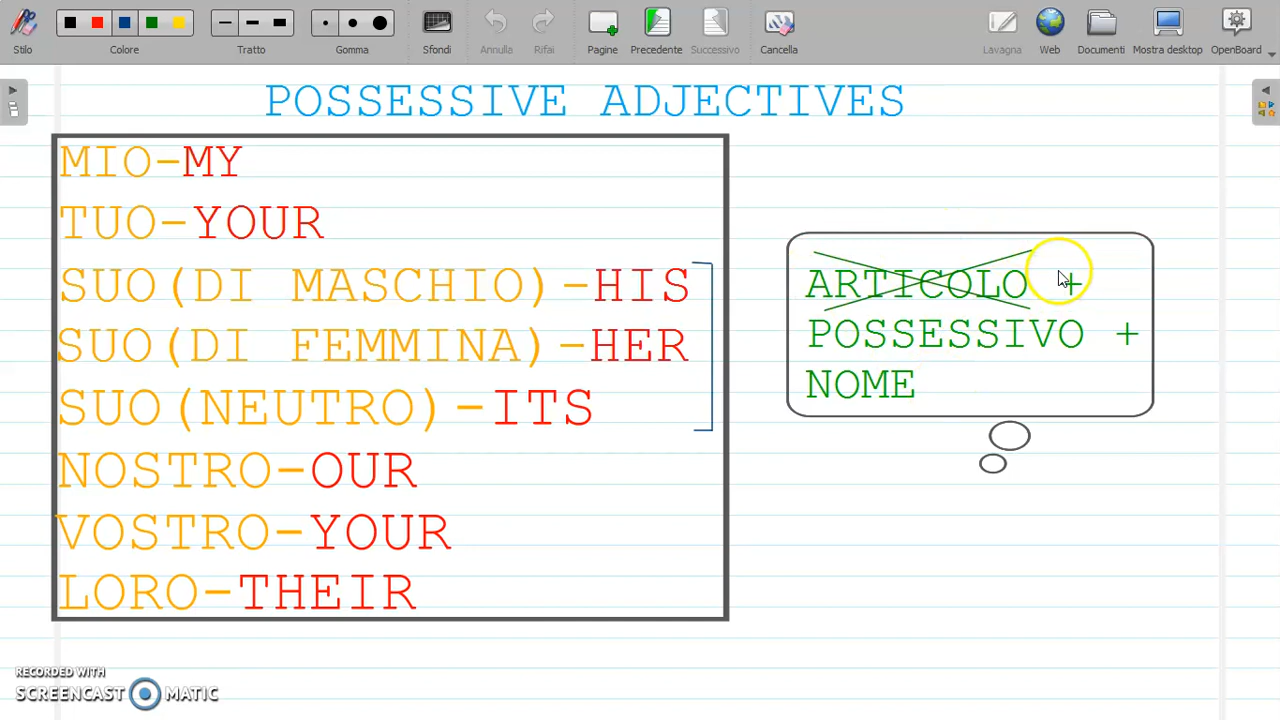 Stilo
Colore
Tratto
Gomma
Sfondi
Annulla
Rifai
Pagine
Precedente
Successivo
Cancella
Lavagna
Web
Documenti
Mostra desktop
OpenBoard
POSSESSIVE ADJECTIVES
MIO-MY
TUO-YOUR
SUO(DI MASCHIO)-HIS
SUO(DI FEMMINA)-HER
SUO(NEUTRO)-ITS
NOSTRO-OUR
VOSTRO-YOUR
LORO-THEIR
ARTICOLO +
POSSESSIVO +
NOME
RECORDED WITH
SCREENCAST MATIC